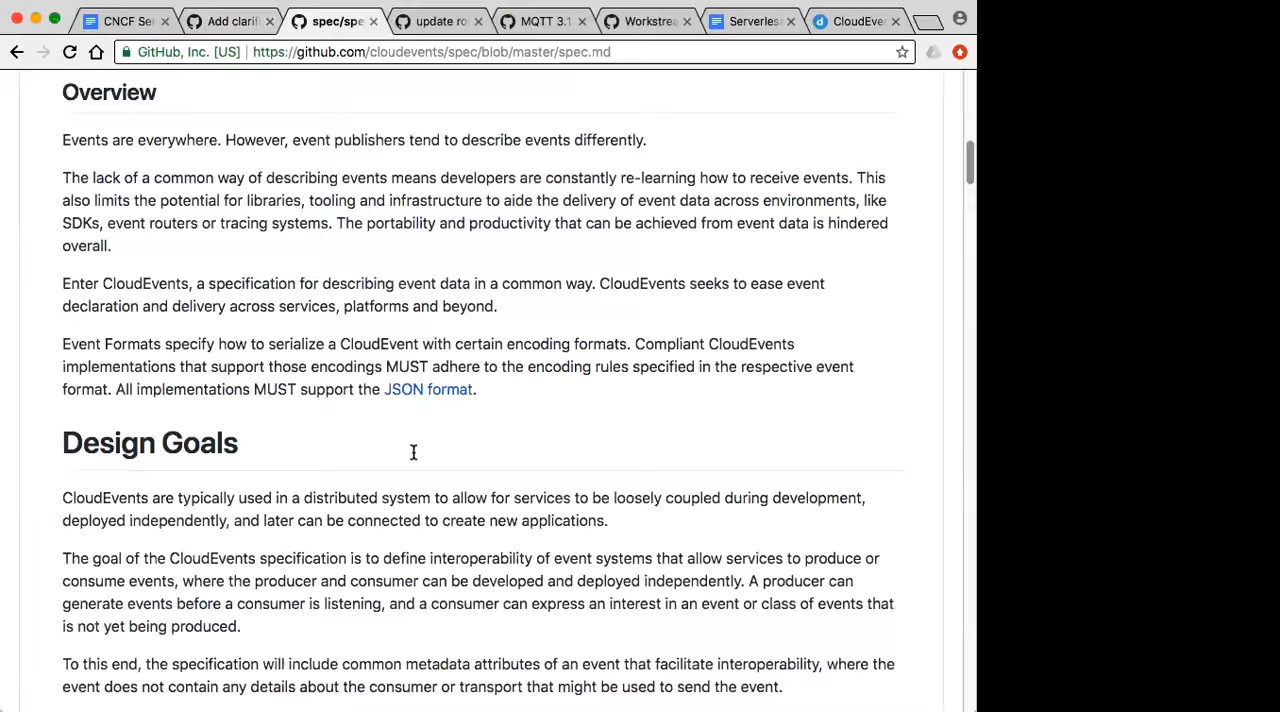 CNCF Se
Add clarifi
spec/spe
update ro
MQTT 3.1
Workstrea
Serverles
CloudEve
GitHub, Inc. [US] https://github.com/cloudevents/spec/blob/master/spec.md
Overview
Events are everywhere. However, event publishers tend to describe events differently.
The lack of a common way of describing events means developers are constantly re-learning how to receive events. This
also limits the potential for libraries, tooling and infrastructure to aide the delivery of event data across environments, like
SDKs, event routers or tracing systems. The portability and productivity that can be achieved from event data is hindered
overall.
Enter CloudEvents, a specification for describing event data in a common way. CloudEvents seeks to ease event
declaration and delivery across services, platforms and beyond.
Event Formats specify how to serialize a CloudEvent with certain encoding formats. Compliant CloudEvents
implementations that support those encodings MUST adhere to the encoding rules specified in the respective event
format. All implementations MUST support the JSON format.
Design Goals
CloudEvents are typically used in a distributed system to allow for services to be loosely coupled during development,
deployed independently, and later can be connected to create new applications.
The goal of the CloudEvents specification is to define interoperability of event systems that allow services to produce or
consume events, where the producer and consumer can be developed and deployed independently. A producer can
generate events before a consumer is listening, and a consumer can express an interest in an event or class of events that
is not yet being produced.
To this end, the specification will include common metadata attributes of an event that facilitate interoperability, where the
event does not contain any details about the consumer or transport that might be used to send the event.